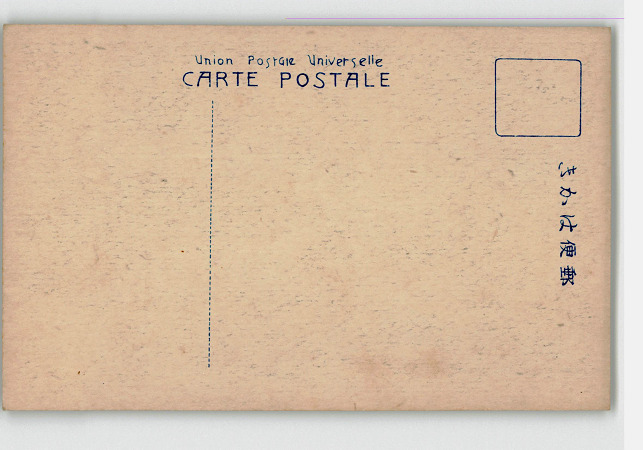 Union Postale Universelle
CARTE POSTALE
きかは便郵